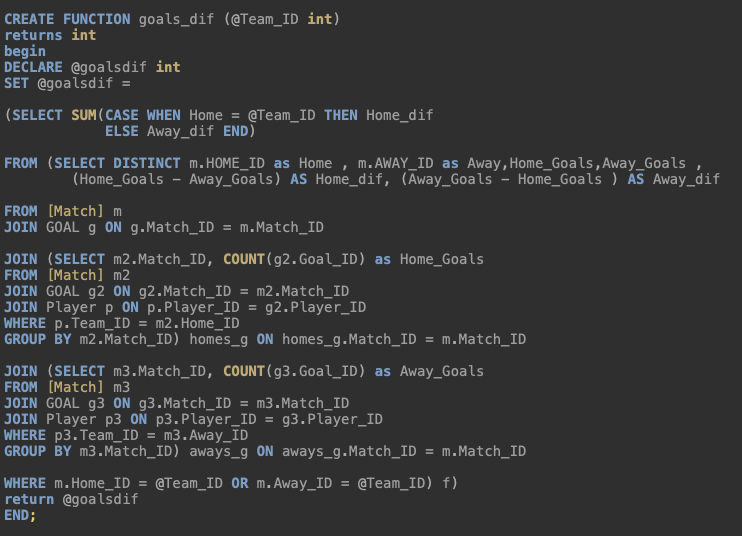 CREATE FUNCTION goals_dif (@Team_ID int)
returns int
begin
DECLARE @goalsdif int
SET @goalsdif =
(SELECT SUM(CASE WHEN Home = @Team_ID THEN Home_dif
ELSE Away_dif END)
FROM (SELECT DISTINCT m.HOME_ID as Home , m.AWAY_ID as Away,Home_Goals,Away_Goals ,
(Home_Goals - Away_Goals) AS Home_dif, (Away_Goals - Home_Goals ) AS Away_dif
FROM [Match] m
JOIN GOAL g ON g.Match_ID = m.Match_ID
JOIN (SELECT m2.Match_ID, COUNT(g2.Goal_ID) as Home_Goals
FROM [Match] m2
JOIN GOAL g2 ON g2.Match_ID = m2.Match_ID
JOIN Player p ON p.Player_ID = g2.Player_ID
WHERE p.Team_ID = m2.Home_ID
GROUP BY m2.Match_ID) homes_g ON homes_g.Match_ID = m.Match_ID
JOIN (SELECT m3.Match_ID, COUNT(g3.Goal_ID) as Away_Goals
FROM [Match] m3
JOIN GOAL g3 ON g3.Match_ID = m3.Match_ID
JOIN Player p3 ON p3.Player_ID = g3.Player_ID
WHERE p3.Team_ID = m3.Away_ID
GROUP BY m3.Match_ID) aways_g ON aways_g.Match_ID = m.Match_ID
WHERE m.Home_ID = @Team_ID OR m.Away_ID = @Team_ID) f)
return @goalsdif
END;